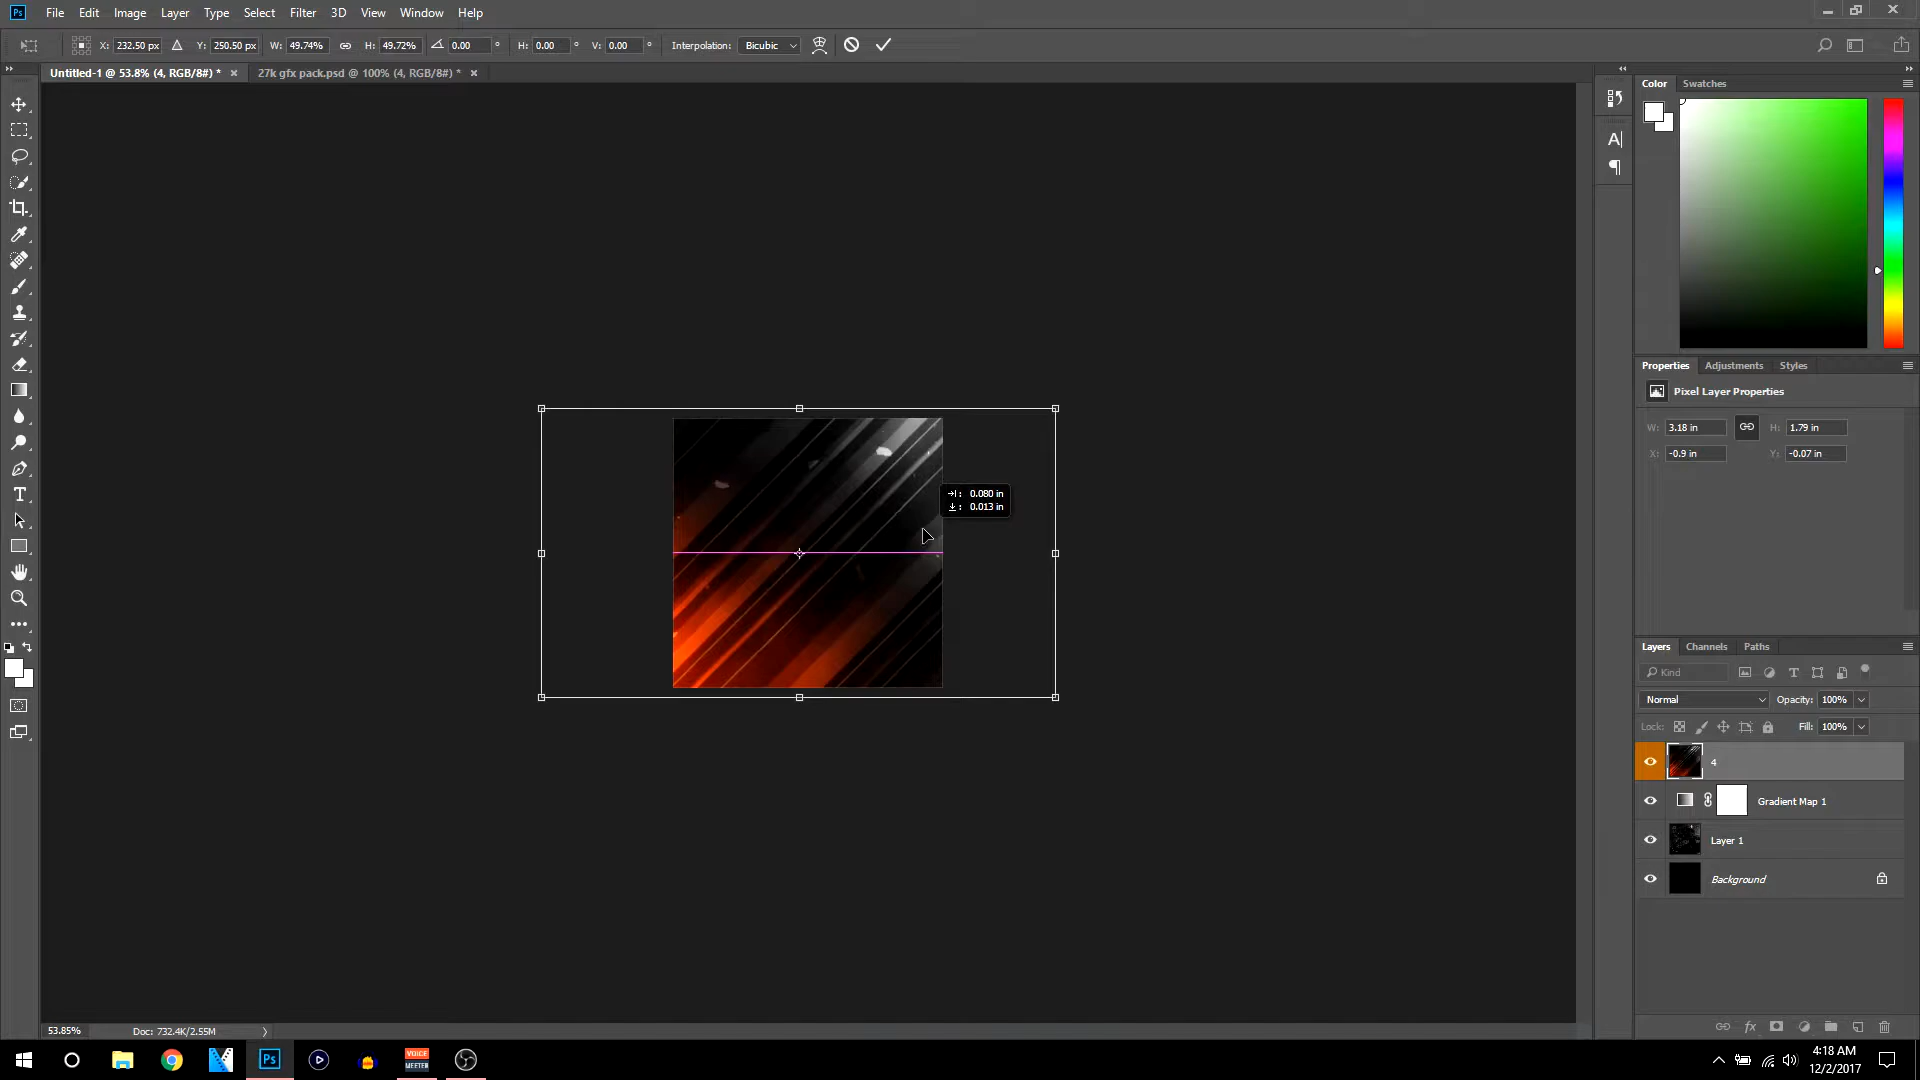 Ps File Edit Image Layer Type Select Filter 3D View Window Help
X: 232.50 px Y: 250.50 px W: 49.74% H: 49.72% 0.00 ° H: 0.00 ° V: 0.00 ° Interpolation: Bicubic
Untitled-1 @ 53.8% (4, RGB/8#) * 27k gfx pack.psd @ 100% (4, RGB/8#) *
Color Swatches
Properties Adjustments Styles
Pixel Layer Properties
W: 3.18 in H: 1.79 in
X: -0.9 in Y: -0.07 in
0.080 in
0.013 in
Layers Channels Paths
Kind
Normal Opacity: 100%
Lock: Fill: 100%
4
Gradient Map 1
Layer 1
Background
53.85% Doc: 732.4K/2.55M
Ps
VOICE
MEETER
4:18 AM
12/2/2017